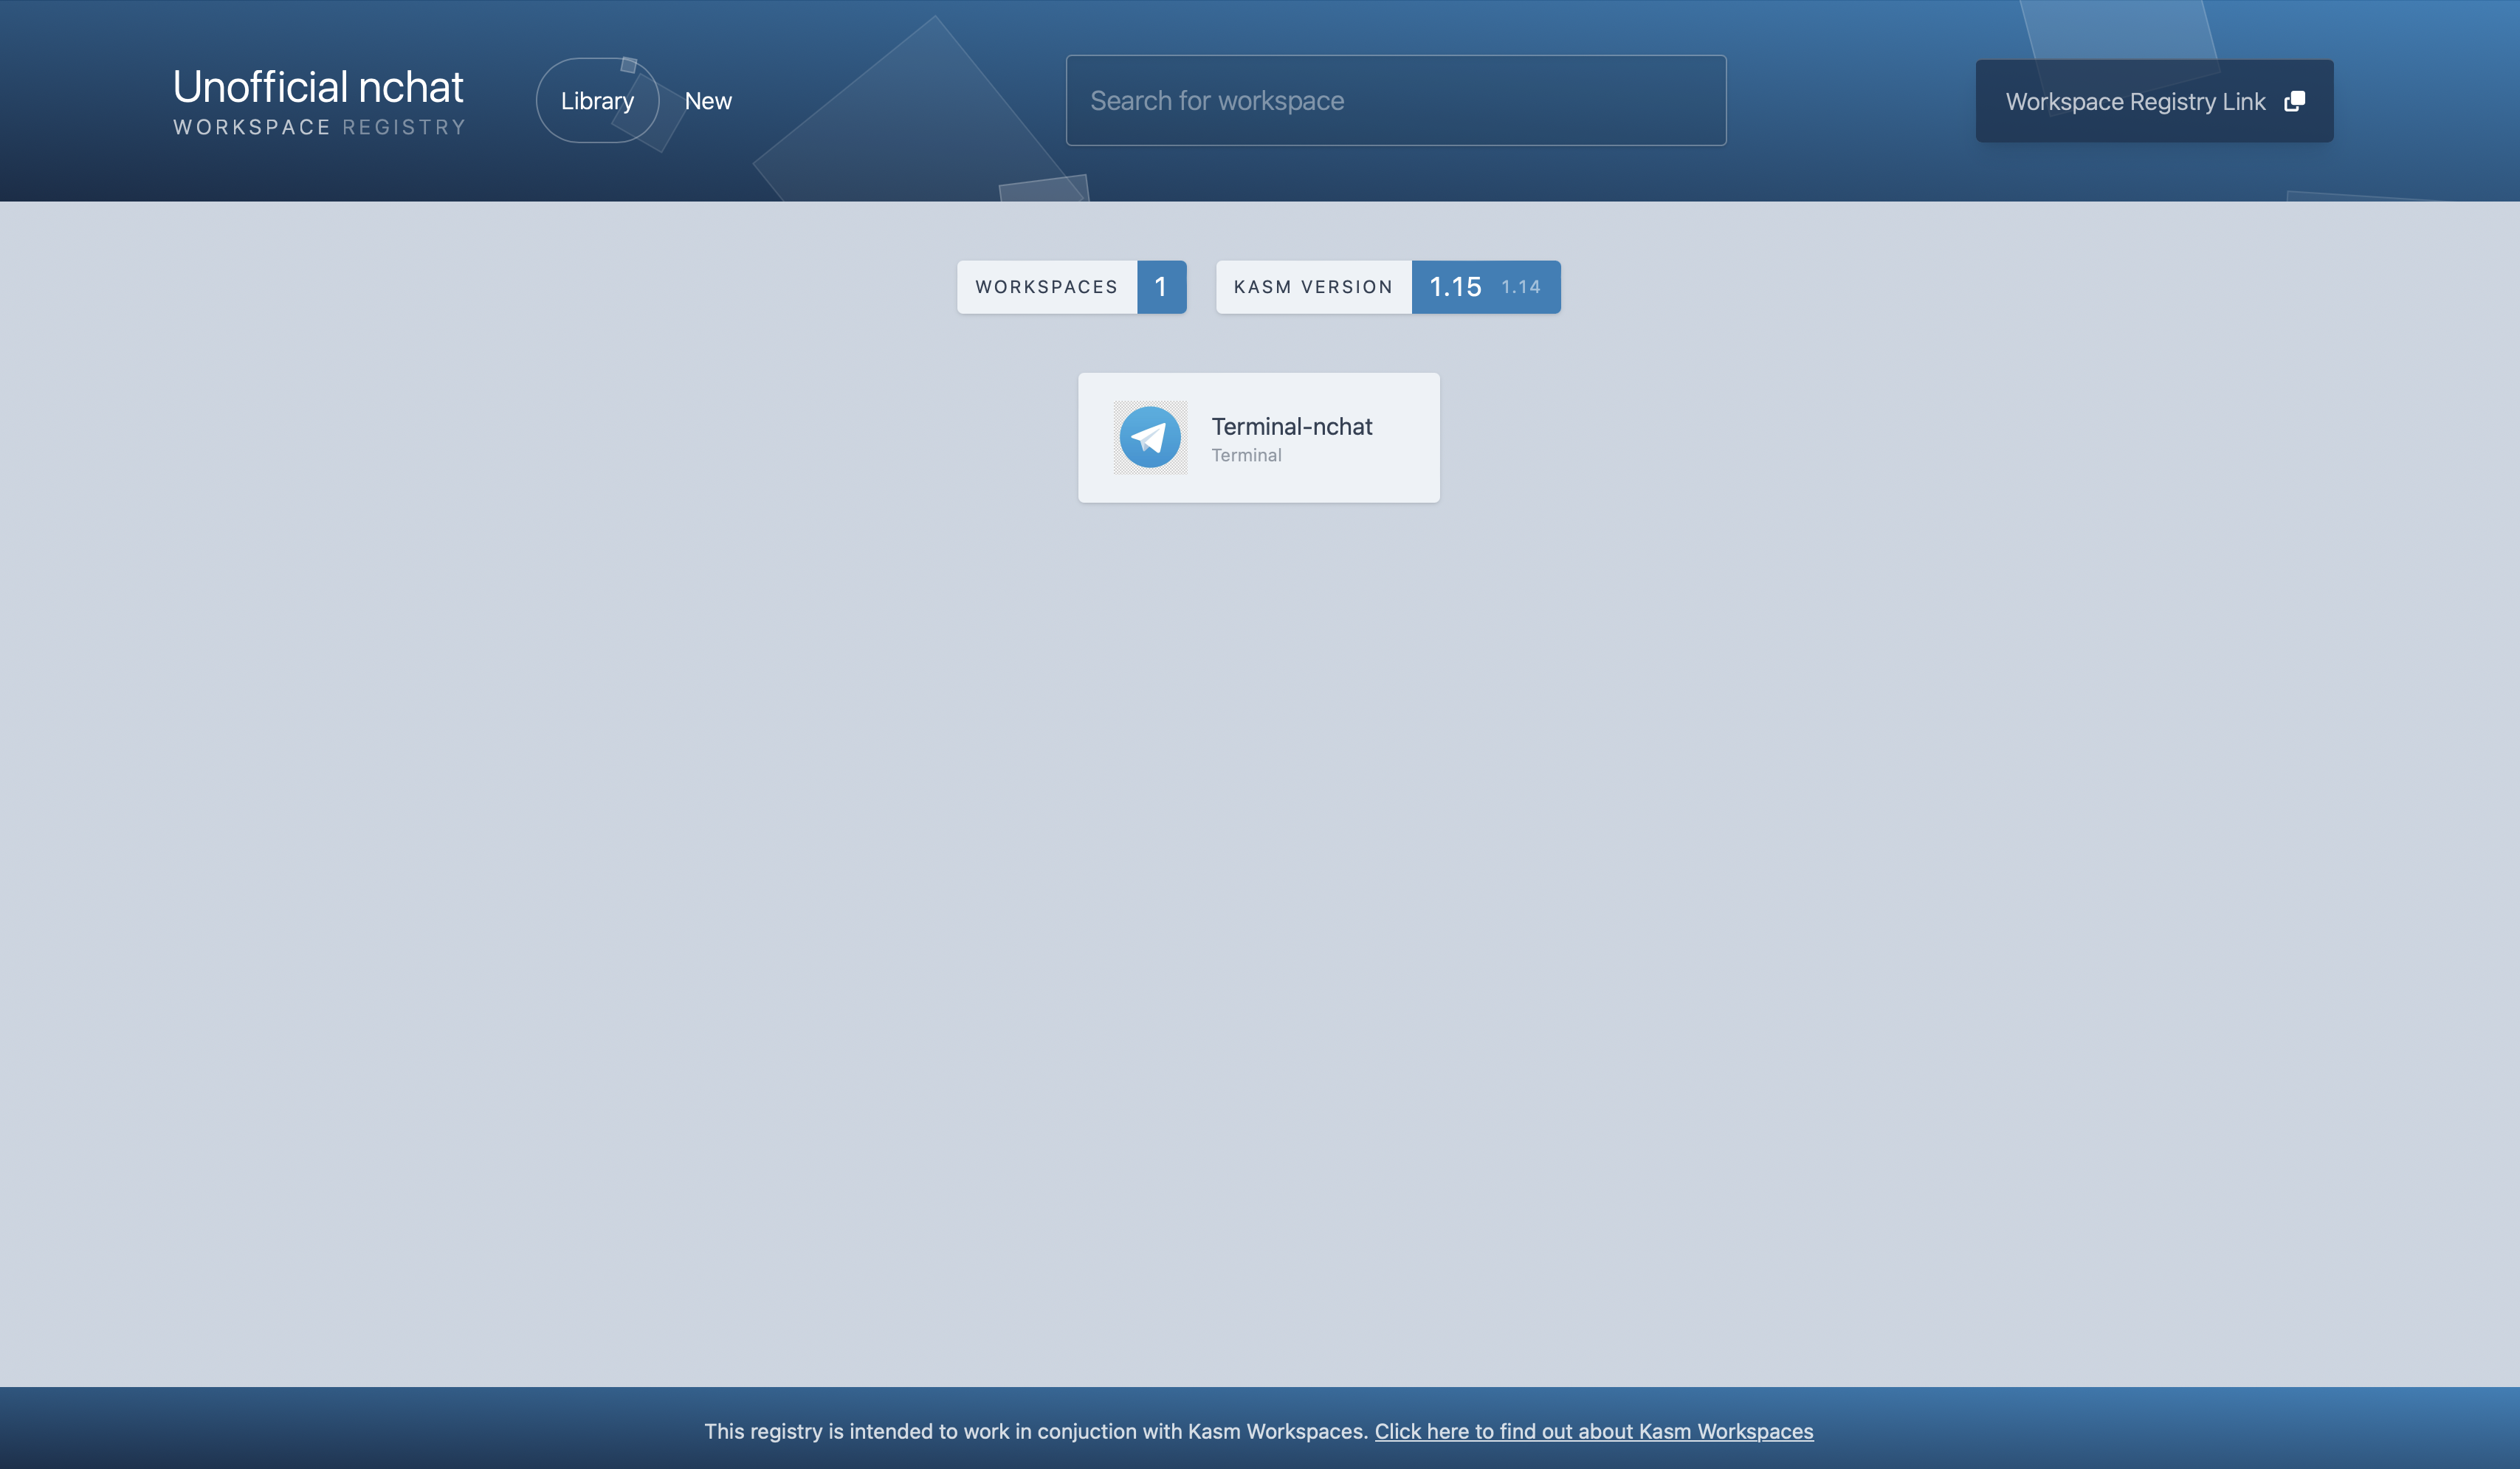 Unofficial nchat
WORKSPACE REGISTRY
Library
New
Search for workspace
Workspace Registry Link
WORKSPACES 1
KASM VERSION 1.15 1.14
Terminal-nchat
Terminal
This registry is intended to work in conjuction with Kasm Workspaces. Click here to find out about Kasm Workspaces